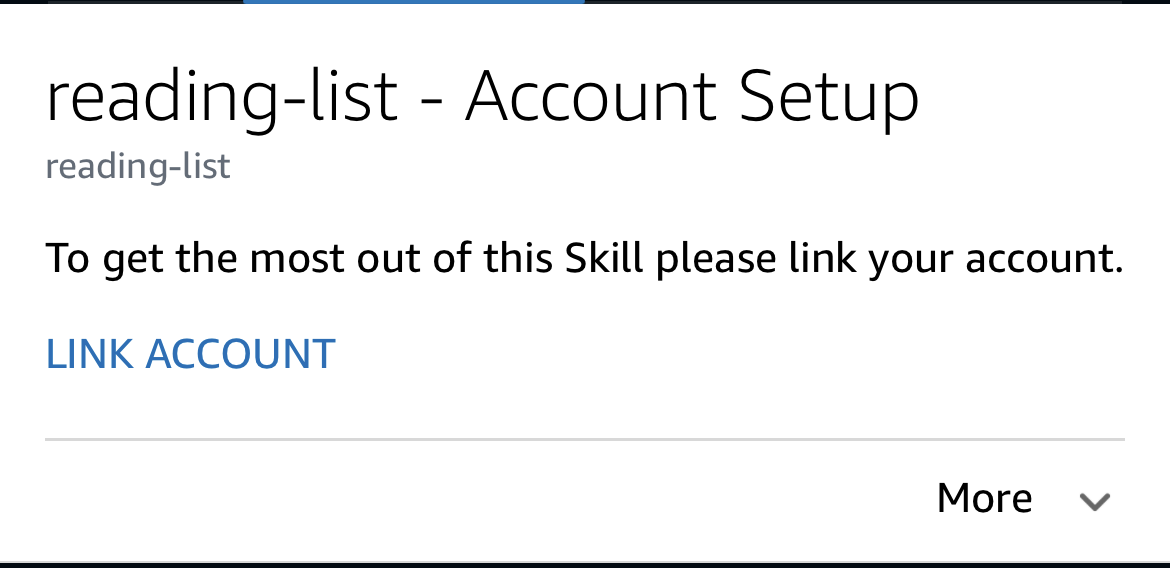 reading-list - Account Setup
reading-list
To get the most out of this Skill please link your account.
LINK ACCOUNT
More